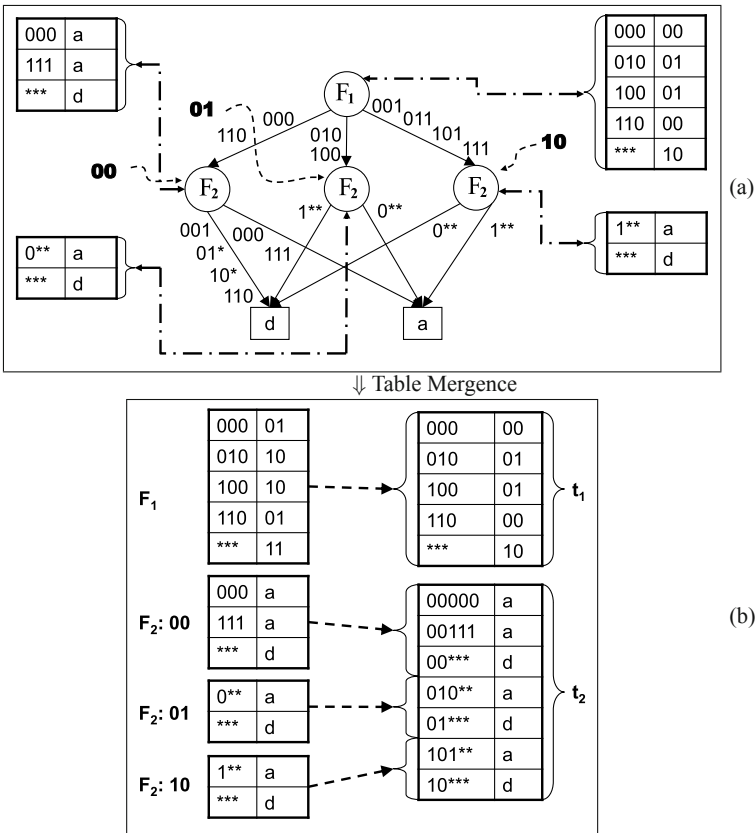 000 a
111 a
*** d
000 00
010 01
100 01
110 00
*** 10
F1
01
000
110
010
100
001
011
101
111
10
00
F2
F2
F2
(a)
1** a
*** d
0** a
*** d
001
01*
10*
110
000
111
1**
0**
0**
1**
d
a
⇓ Table Mergence
F1
000 01
010 10
100 10
110 01
*** 11
000 00
010 01
100 01
110 00
*** 10
t1
F2: 00
000 a
111 a
*** d
F2: 01
0** a
*** d
F2: 10
1** a
*** d
00000 a
00111 a
00*** d
010** a
01*** d
101** a
10*** d
t2
(b)